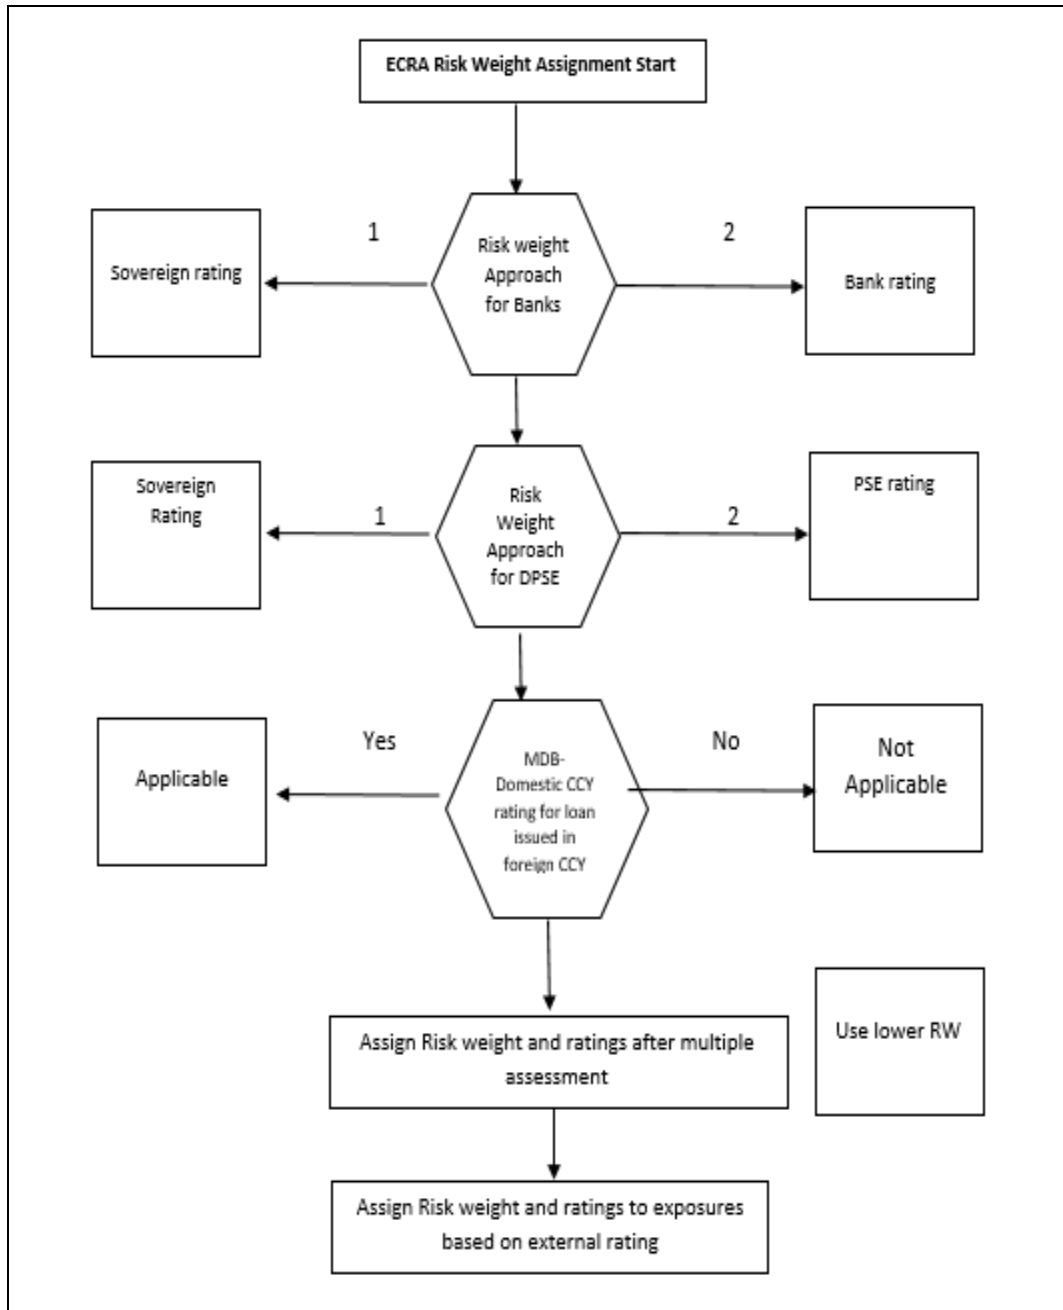 ECRA Risk Weight Assignment Start
1
2
Sovereign rating
Risk weight
Approach
for Banks
Bank rating
Sovereign
Rating
1
Risk
Weight
Approach
for DPSE
2
PSE rating
Applicable
Yes
MDB-
Domestic CCY
rating for loan
issued in
foreign CCY
No
Not
Applicable
Assign Risk weight and ratings after multiple
assessment
Use lower RW
Assign Risk weight and ratings to exposures
based on external rating